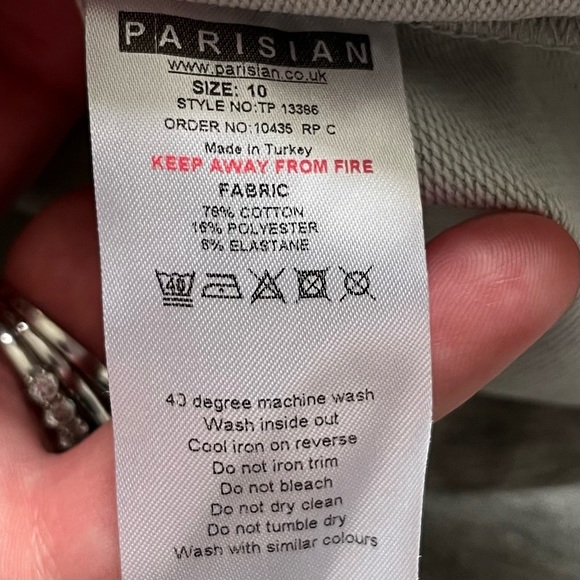 PARISIAN
www.parisian.co.uk
SIZE: 10
STYLE NO:TP 13386
ORDER NO:10435 RP C
Made in Turkey
KEEP AWAY FROM FIRE
FABRIC
78% COTTON
16% POLYESTER
6% ELASTANE
40
40 degree machine wash
Wash inside out
Cool iron on reverse
Do not iron trim
Do not bleach
Do not dry clean
Do not tumble dry
Wash with similar colours